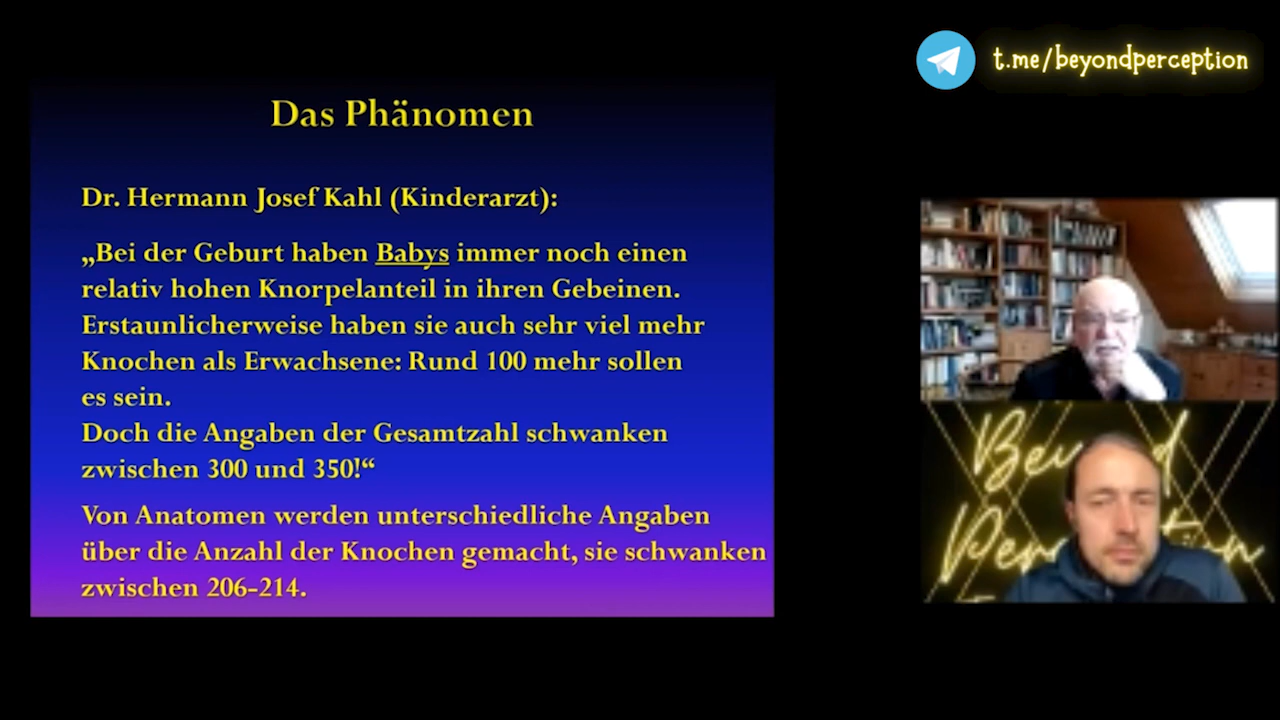 t.me/beyondperception
Das Phänomen
Dr. Hermann Josef Kahl (Kinderarzt):
„Bei der Geburt haben Babys immer noch einen
relativ hohen Knorpelanteil in ihren Gebeinen.
Erstaunlicherweise haben sie auch sehr viel mehr
Knochen als Erwachsene: Rund 100 mehr sollen
es sein.
Doch die Angaben der Gesamtzahl schwanken
zwischen 300 und 350!“
Von Anatomen werden unterschiedliche Angaben
über die Anzahl der Knochen gemacht, sie schwanken
zwischen 206-214.